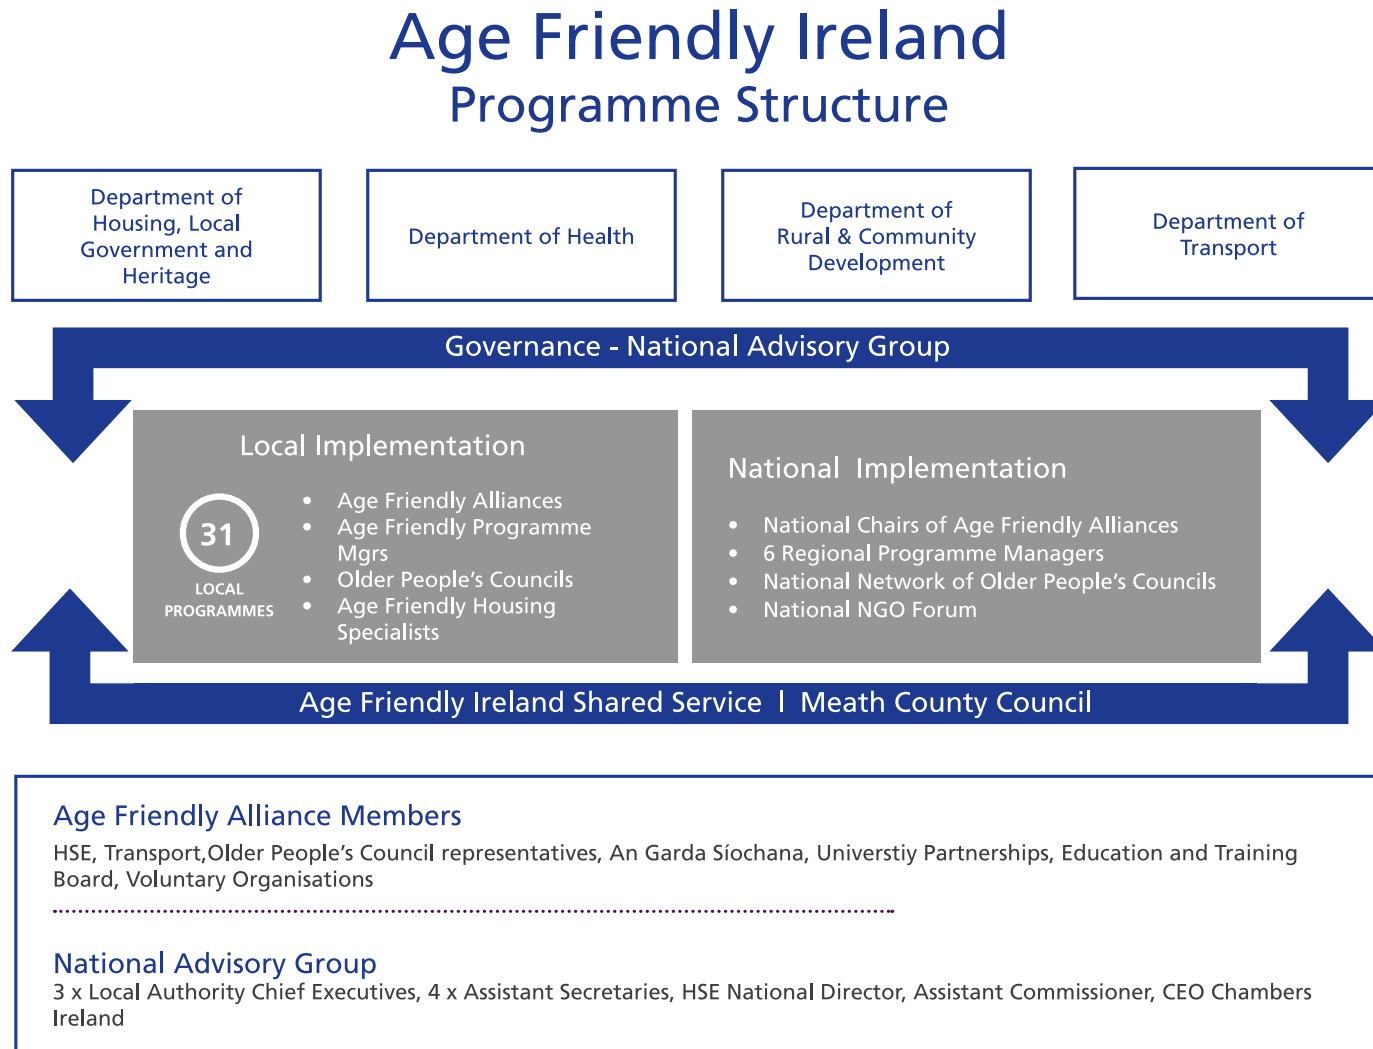 Age Friendly Ireland
Programme Structure
Department of
Housing, Local
Government and
Heritage
Department of Health
Department of
Rural & Community
Development
Department of
Transport
Governance - National Advisory Group
Local Implementation
31
LOCAL
PROGRAMMES
• Age Friendly Alliances
• Age Friendly Programme
Mgrs
• Older People’s Councils
• Age Friendly Housing
Specialists
National Implementation
• National Chairs of Age Friendly Alliances
• 6 Regional Programme Managers
• National Network of Older People’s Councils
• National NGO Forum
Age Friendly Ireland Shared Service l Meath County Council
Age Friendly Alliance Members
HSE, Transport,Older People’s Council representatives, An Garda Síochana, Universtiy Partnerships, Education and Training
Board, Voluntary Organisations
National Advisory Group
3 x Local Authority Chief Executives, 4 x Assistant Secretaries, HSE National Director, Assistant Commissioner, CEO Chambers
Ireland